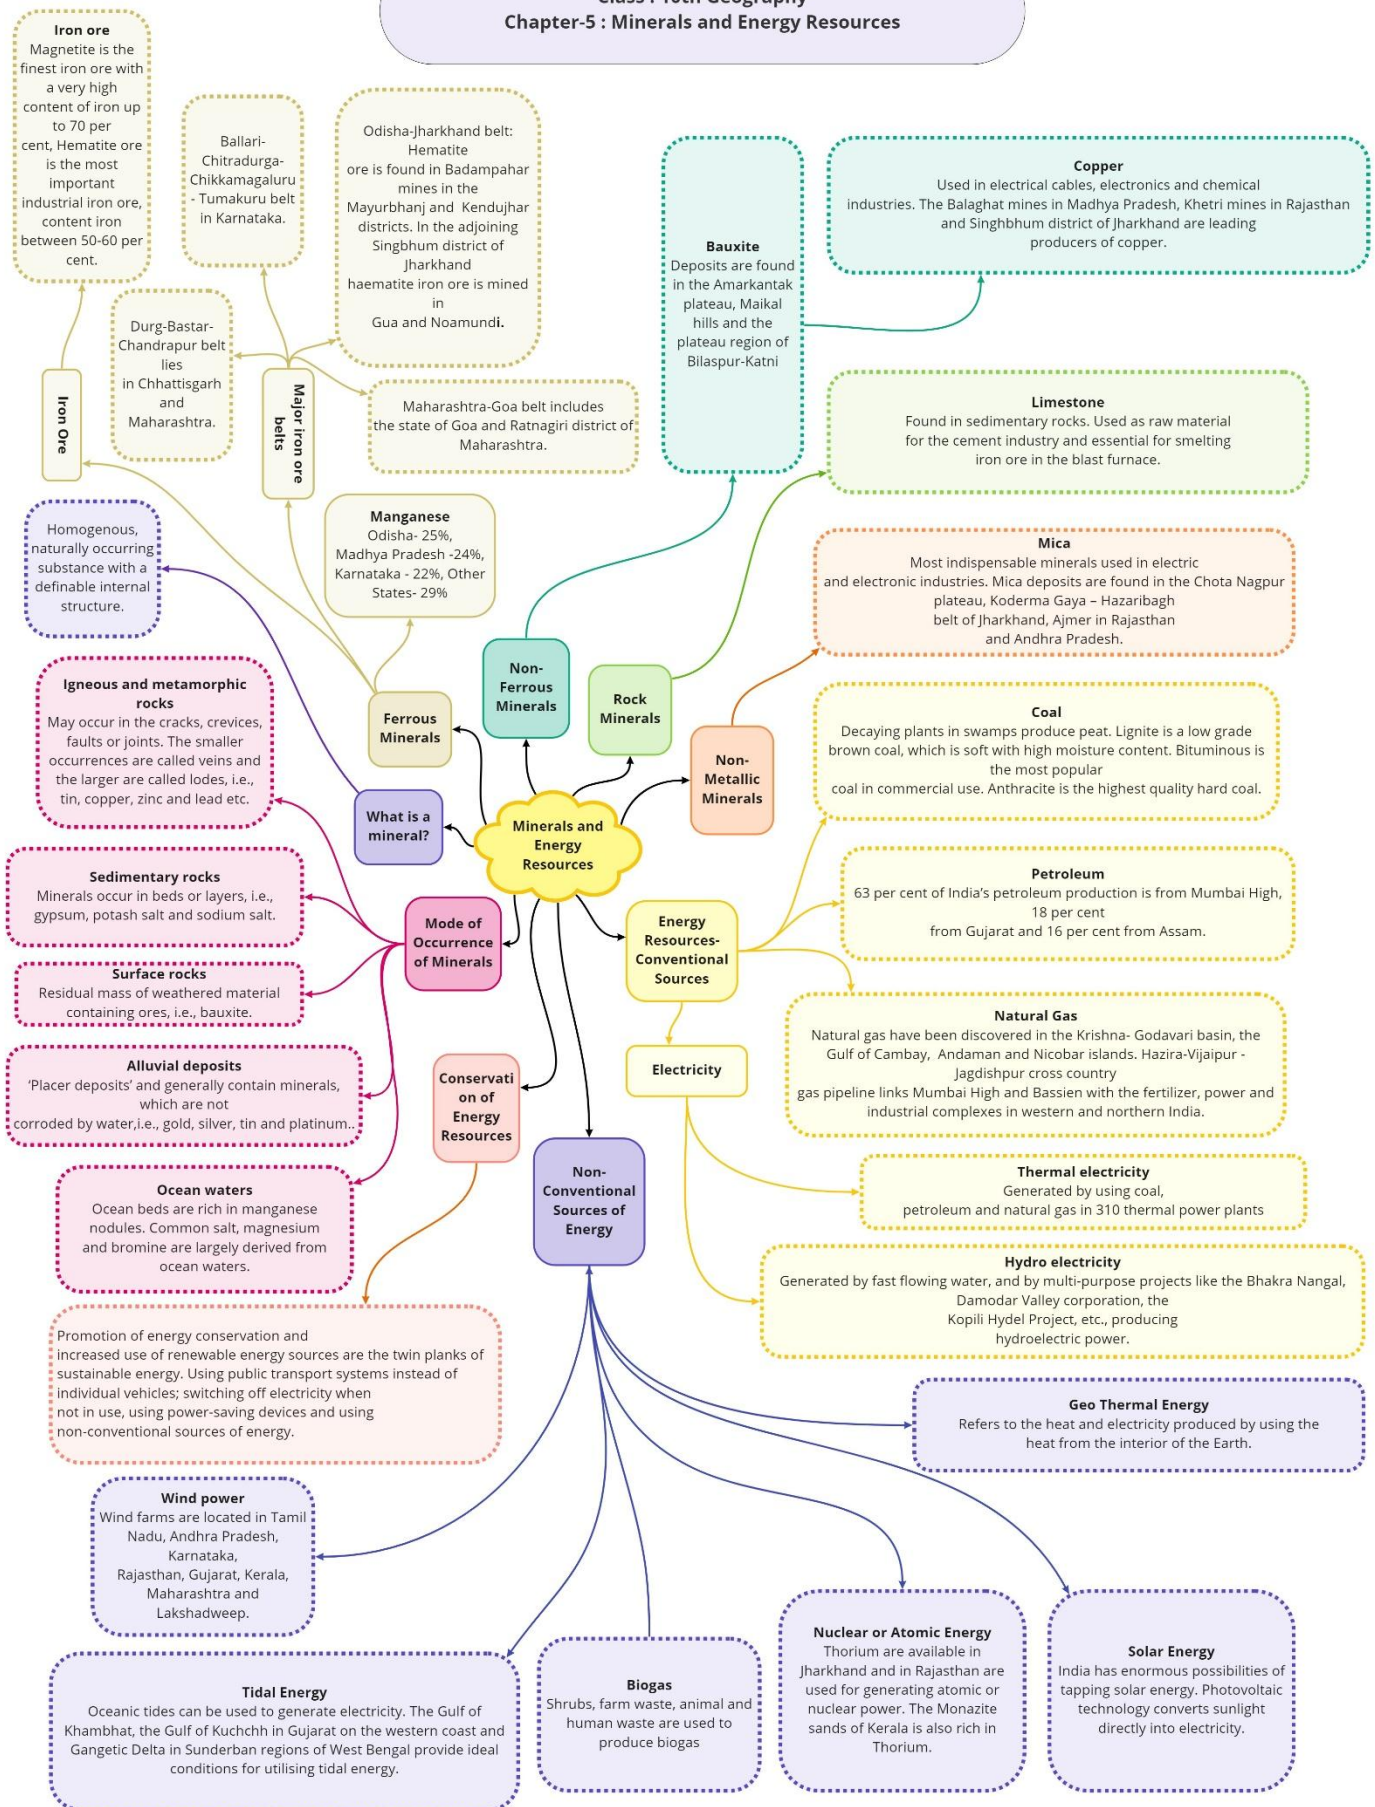 Class : 10th Geography
Chapter-5 : Minerals and Energy Resources
Iron ore
Magnetite is the
finest iron ore with
a very high
content of iron up
to 70 per
cent, Hematite ore
is the most
important
industrial iron ore,
content iron
between 50-60 per
cent.
Ballari-
Chitradurga-
Chikkamagaluru
- Tumakuru belt
in Karnataka.
Odisha-Jharkhand belt:
Hematite
ore is found in Badampahar
mines in the
Mayurbhanj and Kendujhar
districts. In the adjoining
Singbhum district of
Jharkhand
haematite iron ore is mined
in
Gua and Noamundi.
Durg-Bastar-
Chandrapur belt
lies
in Chhattisgarh
and
Maharashtra.
Maharashtra-Goa belt includes
the state of Goa and Ratnagiri district of
Maharashtra.
Iron Ore
Major iron ore
belts
Bauxite
Deposits are found
in the Amarkantak
plateau, Maikal
hills and the
plateau region of
Bilaspur-Katni
Copper
Used in electrical cables, electronics and chemical
industries. The Balaghat mines in Madhya Pradesh, Khetri mines in Rajasthan
and Singhbhum district of Jharkhand are leading
producers of copper.
Limestone
Found in sedimentary rocks. Used as raw material
for the cement industry and essential for smelting
iron ore in the blast furnace.
Homogenous,
naturally occurring
substance with a
definable internal
structure.
Manganese
Odisha- 25%,
Madhya Pradesh -24%,
Karnataka - 22%, Other
States- 29%
Mica
Most indispensable minerals used in electric
and electronic industries. Mica deposits are found in the Chota Nagpur
plateau, Koderma Gaya – Hazaribagh
belt of Jharkhand, Ajmer in Rajasthan
and Andhra Pradesh.
Non-
Ferrous
Minerals
Rock
Minerals
Ferrous
Minerals
Non-
Metallic
Minerals
Igneous and metamorphic
rocks
May occur in the cracks, crevices,
faults or joints. The smaller
occurrences are called veins and
the larger are called lodes, i.e.,
tin, copper, zinc and lead etc.
What is a
mineral?
Minerals and
Energy
Resources
Coal
Decaying plants in swamps produce peat. Lignite is a low grade
brown coal, which is soft with high moisture content. Bituminous is
the most popular
coal in commercial use. Anthracite is the highest quality hard coal.
Sedimentary rocks
Minerals occur in beds or layers, i.e.,
gypsum, potash salt and sodium salt.
Mode of
Occurrence
of Minerals
Energy
Resources-
Conventional
Sources
Petroleum
63 per cent of India's petroleum production is from Mumbai High,
18 per cent
from Gujarat and 16 per cent from Assam.
Surface rocks
Residual mass of weathered material
containing ores, i.e., bauxite.
Natural Gas
Natural gas have been discovered in the Krishna- Godavari basin, the
Gulf of Cambay, Andaman and Nicobar islands. Hazira-Vijaipur -
Jagdishpur cross country
gas pipeline links Mumbai High and Bassien with the fertilizer, power and
industrial complexes in western and northern India.
Alluvial deposits
‘Placer deposits’ and generally contain minerals,
which are not
corroded by water,i.e., gold, silver, tin and platinum..
Conservati
on of
Energy
Resources
Electricity
Ocean waters
Ocean beds are rich in manganese
nodules. Common salt, magnesium
and bromine are largely derived from
ocean waters.
Non-
Conventional
Sources of
Energy
Thermal electricity
Generated by using coal,
petroleum and natural gas in 310 thermal power plants
Hydro electricity
Generated by fast flowing water, and by multi-purpose projects like the Bhakra Nangal,
Damodar Valley corporation, the
Kopili Hydel Project, etc., producing
hydroelectric power.
Promotion of energy conservation and
increased use of renewable energy sources are the twin planks of
sustainable energy. Using public transport systems instead of
individual vehicles; switching off electricity when
not in use, using power-saving devices and using
non-conventional sources of energy.
Geo Thermal Energy
Refers to the heat and electricity produced by using the
heat from the interior of the Earth.
Wind power
Wind farms are located in Tamil
Nadu, Andhra Pradesh,
Karnataka,
Rajasthan, Gujarat, Kerala,
Maharashtra and
Lakshadweep.
Tidal Energy
Oceanic tides can be used to generate electricity. The Gulf of
Khambhat, the Gulf of Kuchchh in Gujarat on the western coast and
Gangetic Delta in Sunderban regions of West Bengal provide ideal
conditions for utilising tidal energy.
Biogas
Shrubs, farm waste, animal and
human waste are used to
produce biogas
Nuclear or Atomic Energy
Thorium are available in
Jharkhand and in Rajasthan are
used for generating atomic or
nuclear power. The Monazite
sands of Kerala is also rich in
Thorium.
Solar Energy
India has enormous possibilities of
tapping solar energy. Photovoltaic
technology converts sunlight
directly into electricity.